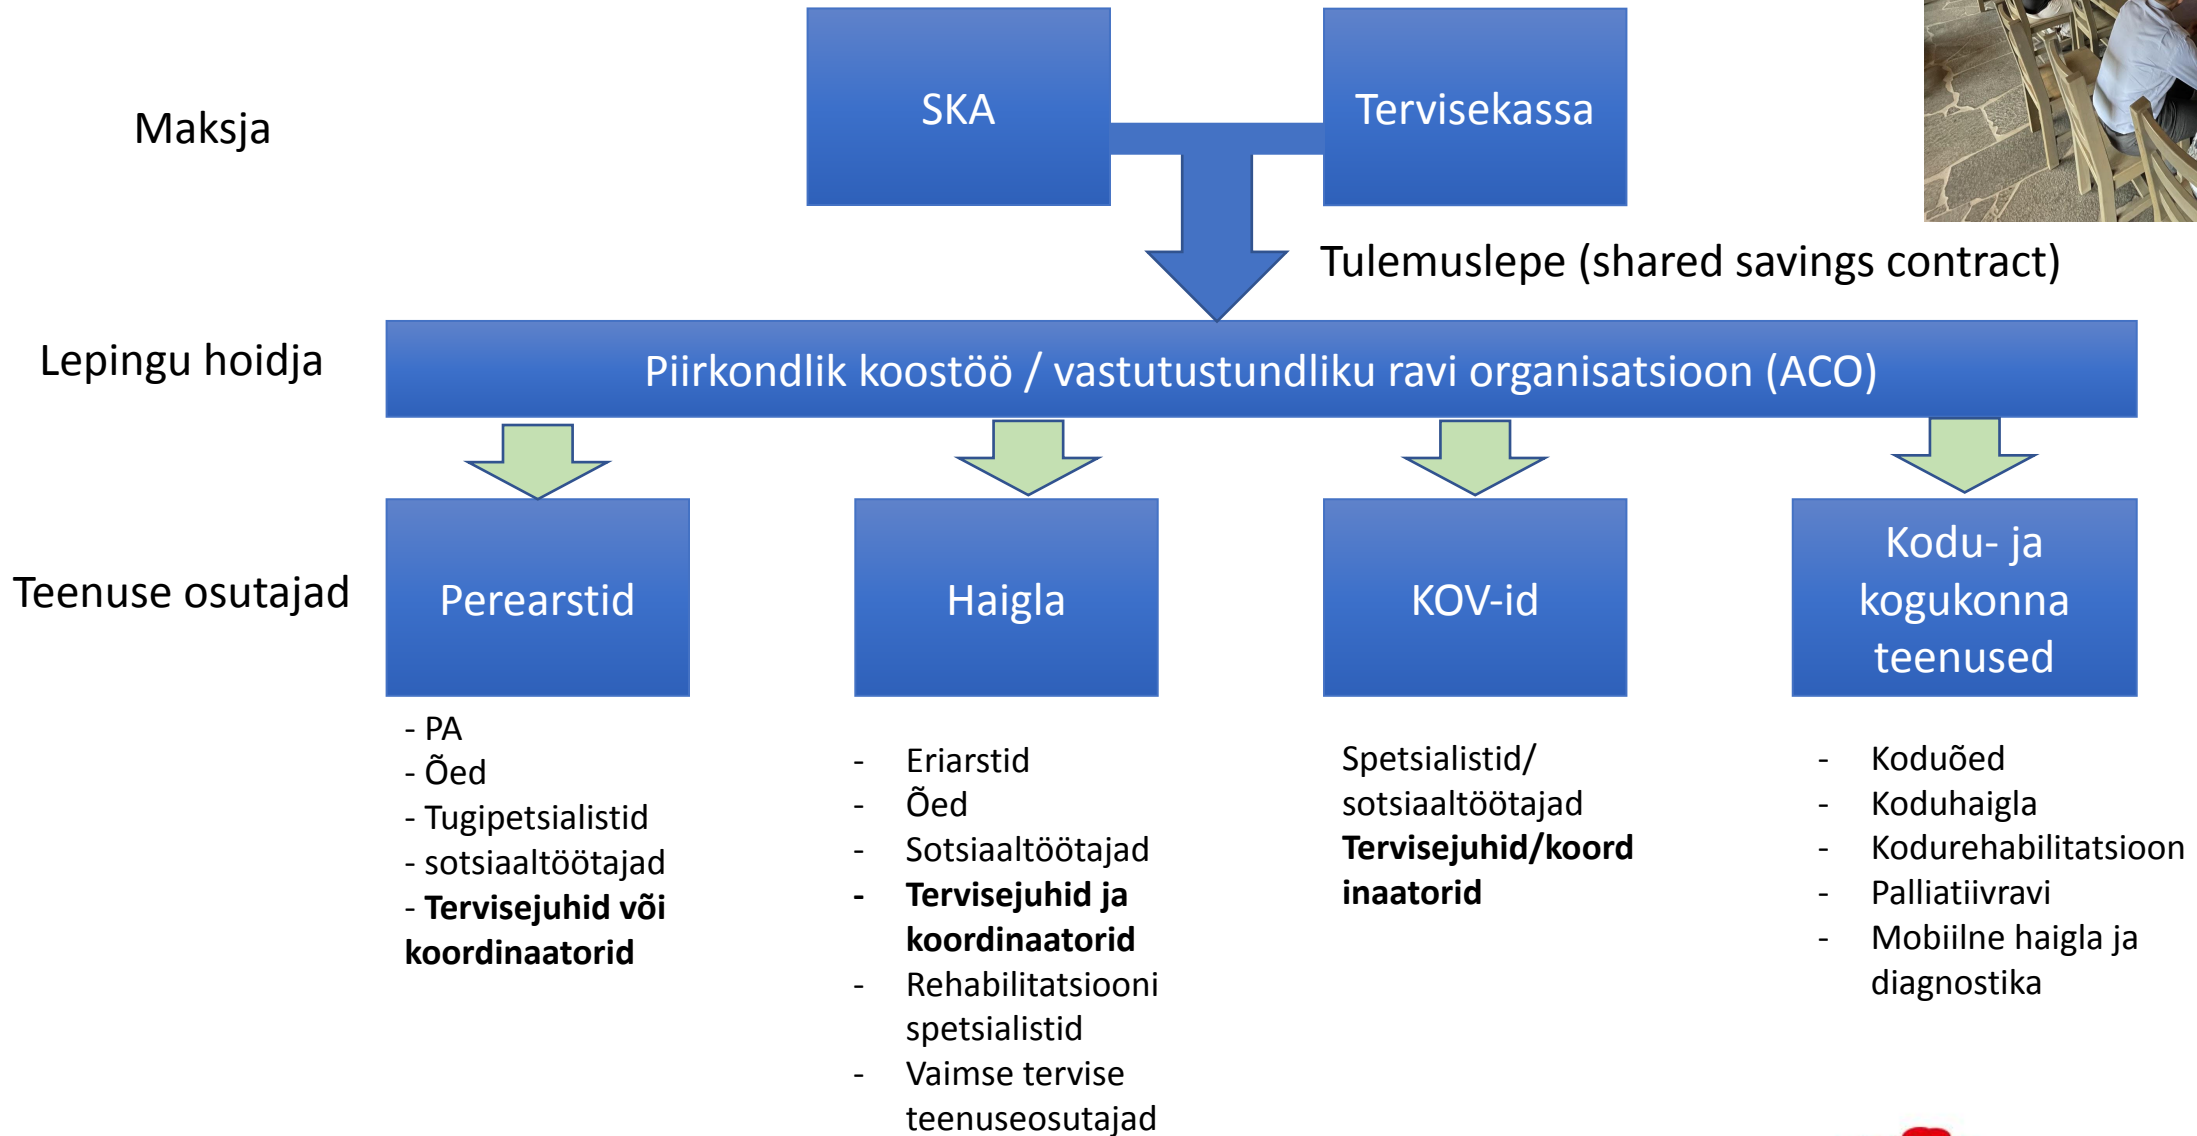 Maksja
SKA
Tervisekassa
Tulemuslepe (shared savings contract)
Lepingu hoidja
Piirkondlik koostöö / vastutustundliku ravi organisatsioon (ACO)
Teenuse osutajad
Perearstid
Haigla
KOV-id
Kodu- ja
kogukonna
teenused
- PA
- Õed
- Tugipetsialistid
- sotsiaaltöötajad
- Tervisejuhid või
koordinaatorid
- Eriarstid
- Õed
- Sotsiaaltöötajad
- Tervisejuhid ja
koordinaatorid
- Rehabilitatsiooni
spetsialistid
- Vaimse tervise
teenuseosutajad
Spetsialistid/
sotsiaaltöötajad
Tervisejuhid/koord
inaatorid
- Koduõed
- Koduhaigla
- Kodurehabilitatsioon
- Palliatiivravi
- Mobiilne haigla ja
diagnostika